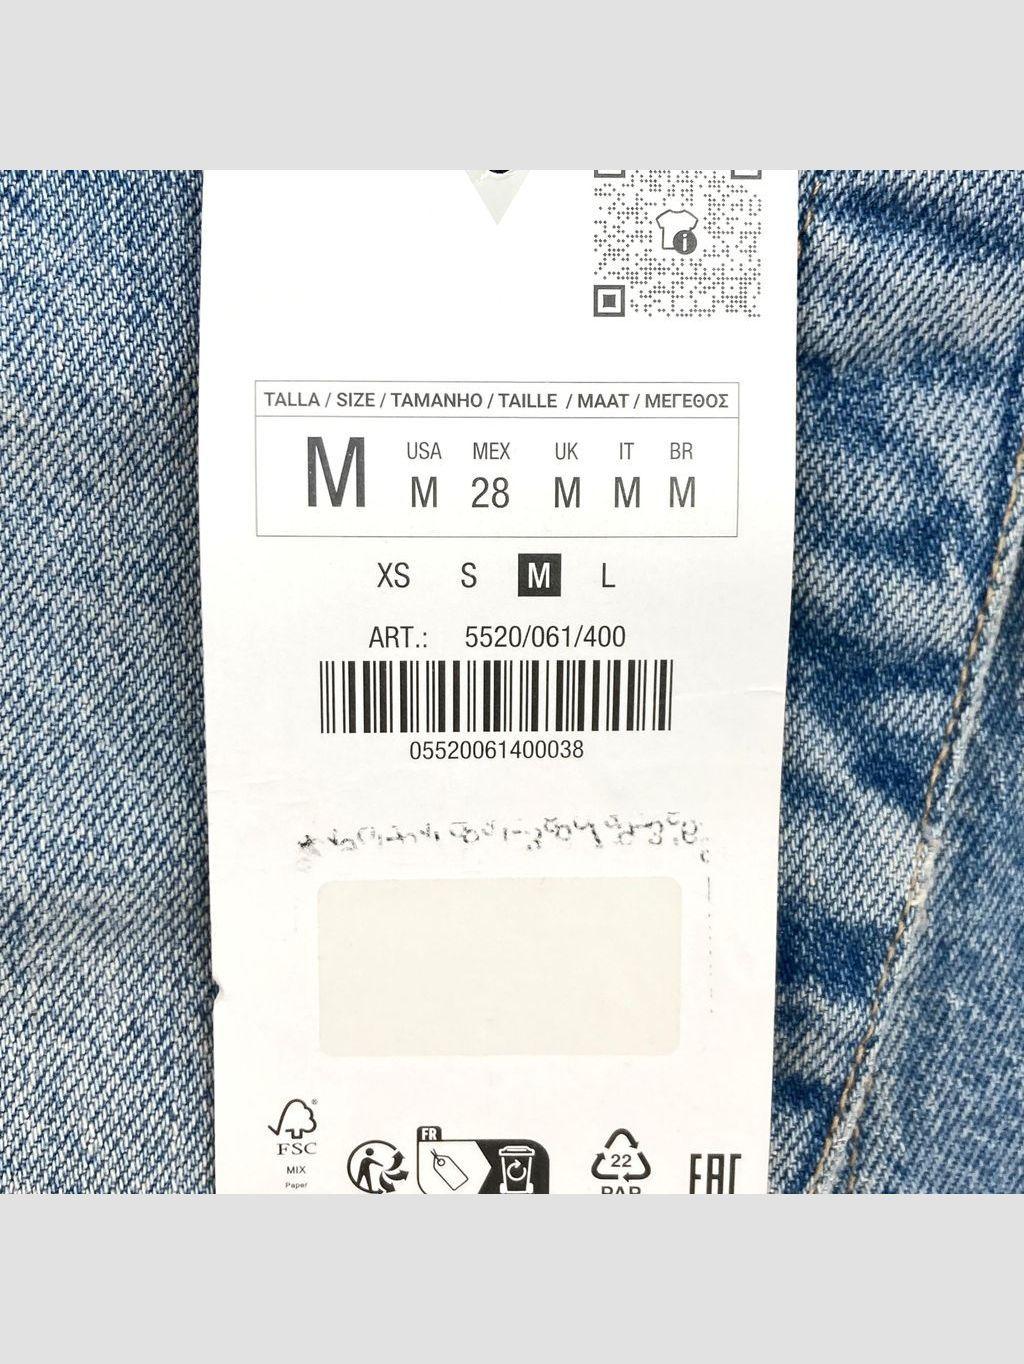 TALLA / SIZE / TAMANHO / TAILLE / MAAT / ΜΕΓΕΘΟΣ
M USA MEX UK IT BR
M 28 M M M
XS S M L
ART.: 5520/061/400
05520061400038
FSC®
MIX
Paper
FR
22
PAP
EAC